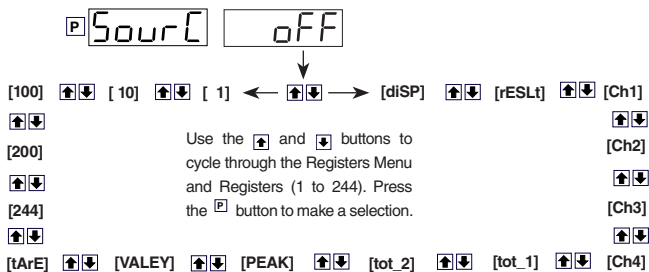 P SourC oFF
[100] [ 10] [ 1] [diSP] [rESLt] [Ch1]
Use the and buttons to
cycle through the Registers Menu
and Registers (1 to 244). Press
the P button to make a selection.
[200] [Ch2]
[244] [Ch3]
[tArE] [VALEY] [PEAK] [tot_2] [tot_1] [Ch4]